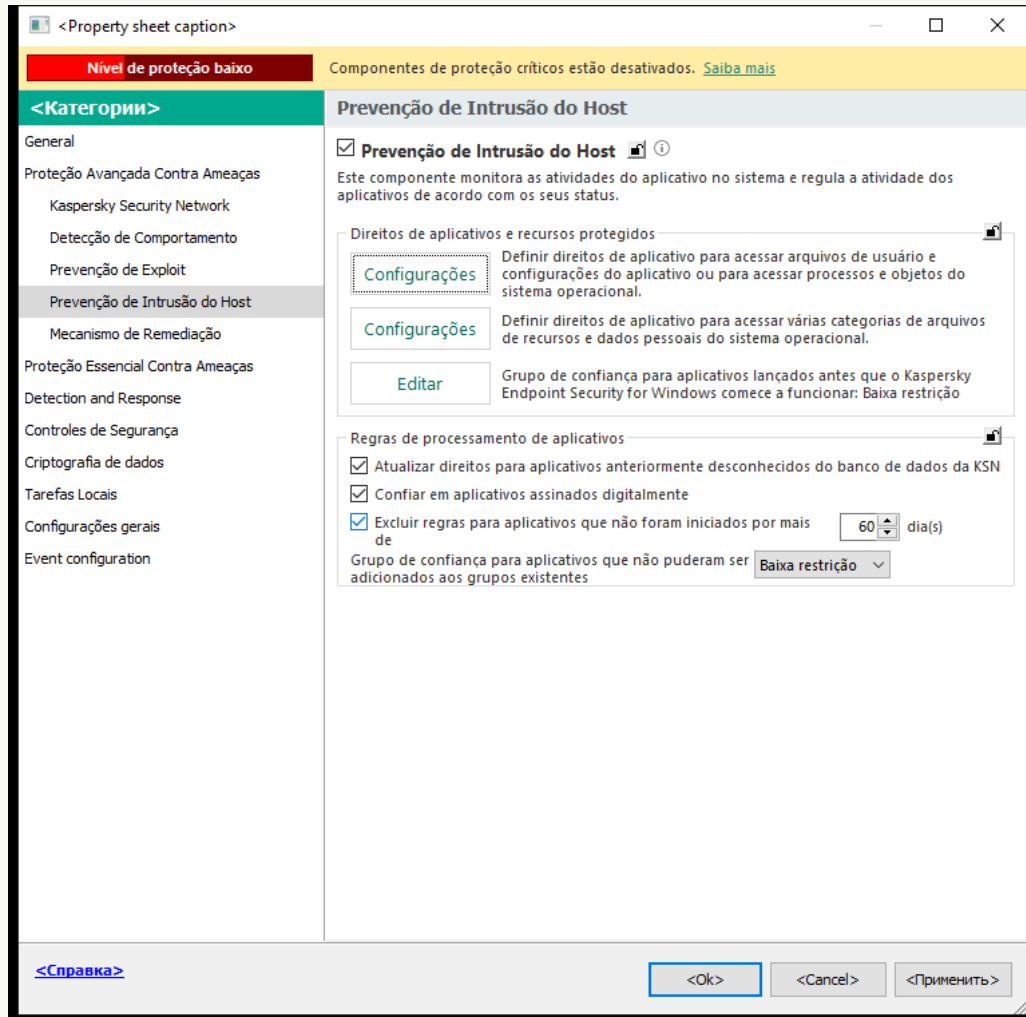 <Property sheet caption>
Nível de proteção baixo
Componentes de proteção críticos estão desativados. Saiba mais
<Категории>
General
Proteção Avançada Contra Ameaças
Kaspersky Security Network
Detecção de Comportamento
Prevenção de Exploit
Prevenção de Intrusão do Host
Mecanismo de Remediação
Proteção Essencial Contra Ameaças
Detection and Response
Controles de Segurança
Criptografia de dados
Tarefas Locais
Configurações gerais
Event configuration
Prevenção de Intrusão do Host
Prevenção de Intrusão do Host
Este componente monitora as atividades do aplicativo no sistema e regula a atividade dos
aplicativos de acordo com os seus status.
Direitos de aplicativos e recursos protegidos
Configurações
Definir direitos de aplicativo para acessar arquivos de usuário e
configurações do aplicativo ou para acessar processos e objetos do
sistema operacional.
Configurações
Definir direitos de aplicativo para acessar várias categorias de arquivos
de recursos e dados pessoais do sistema operacional.
Editar
Grupo de confiança para aplicativos lançados antes que o Kaspersky
Endpoint Security for Windows comece a funcionar: Baixa restrição
Regras de processamento de aplicativos
Atualizar direitos para aplicativos anteriormente desconhecidos do banco de dados da KSN
Confiar em aplicativos assinados digitalmente
Excluir regras para aplicativos que não foram iniciados por mais
de
60 dia(s)
Grupo de confiança para aplicativos que não puderam ser
adicionados aos grupos existentes
Baixa restrição
<Справка>
<Ok>
<Cancel>
<Применить>